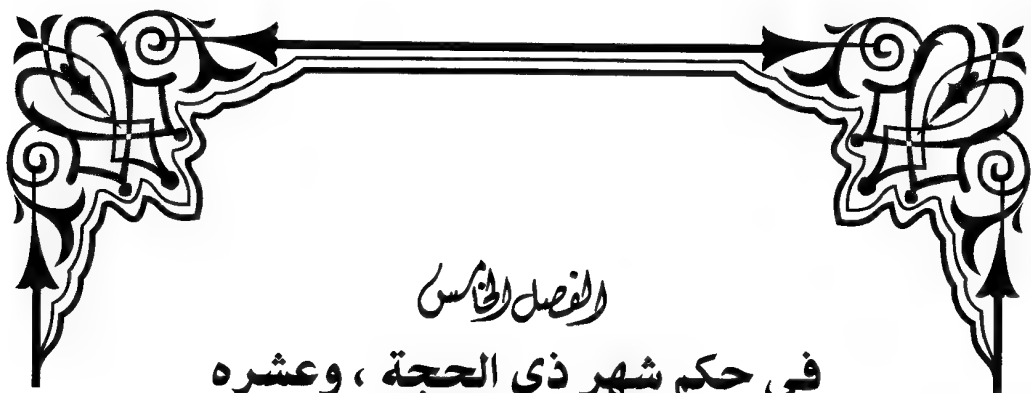 الفصل الخامس
في حكم شهر ذي الحجة ، وعشره